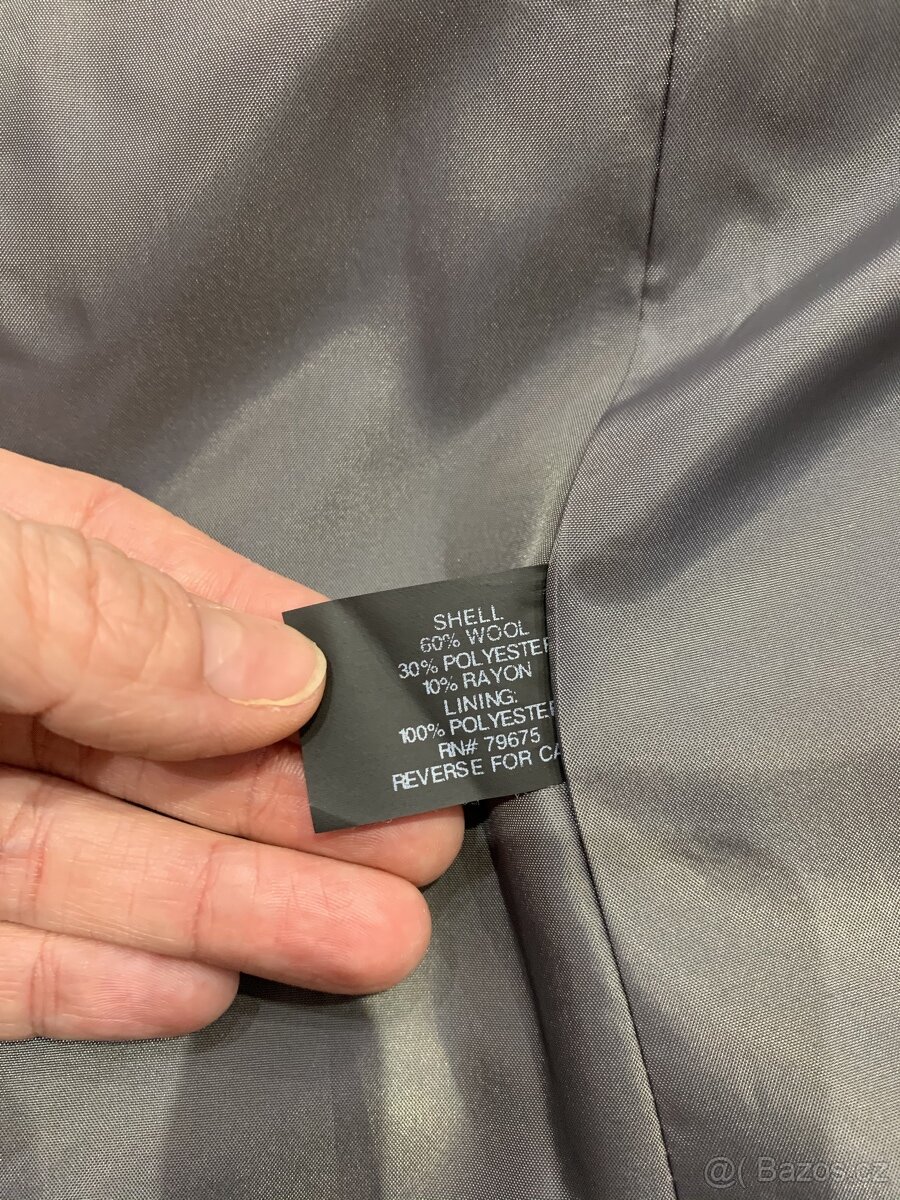 SHELL
60% WOOL
30% POLYESTER
10% RAYON
LINING:
100% POLYESTER
RN# 79675
REVERSE FOR CA
@( Bazos.cz